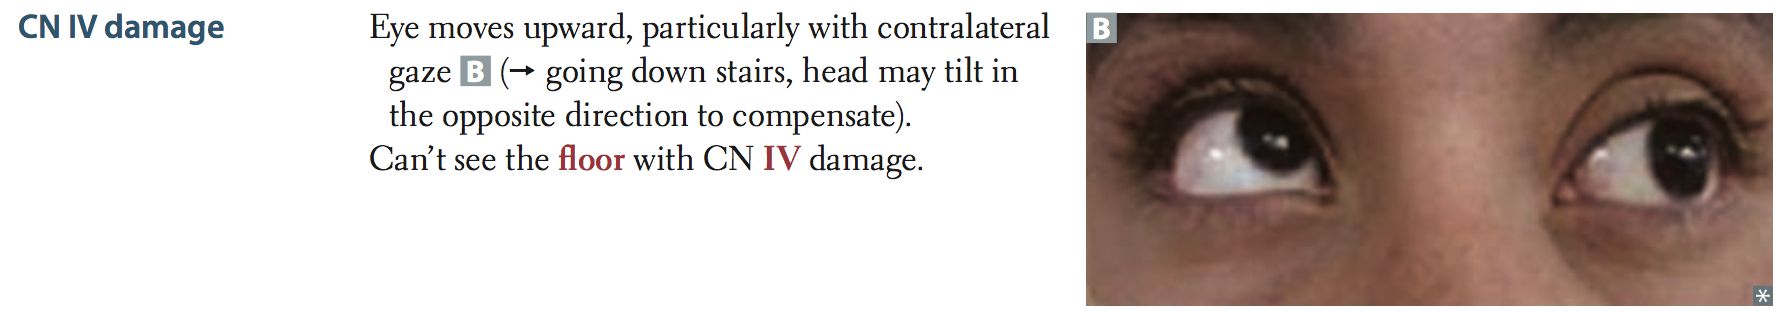 CN IV damage
Eye moves upward, particularly with contralateral
gaze B (→ going down stairs, head may tilt in
the opposite direction to compensate).
Can’t see the floor with CN IV damage.
B
*